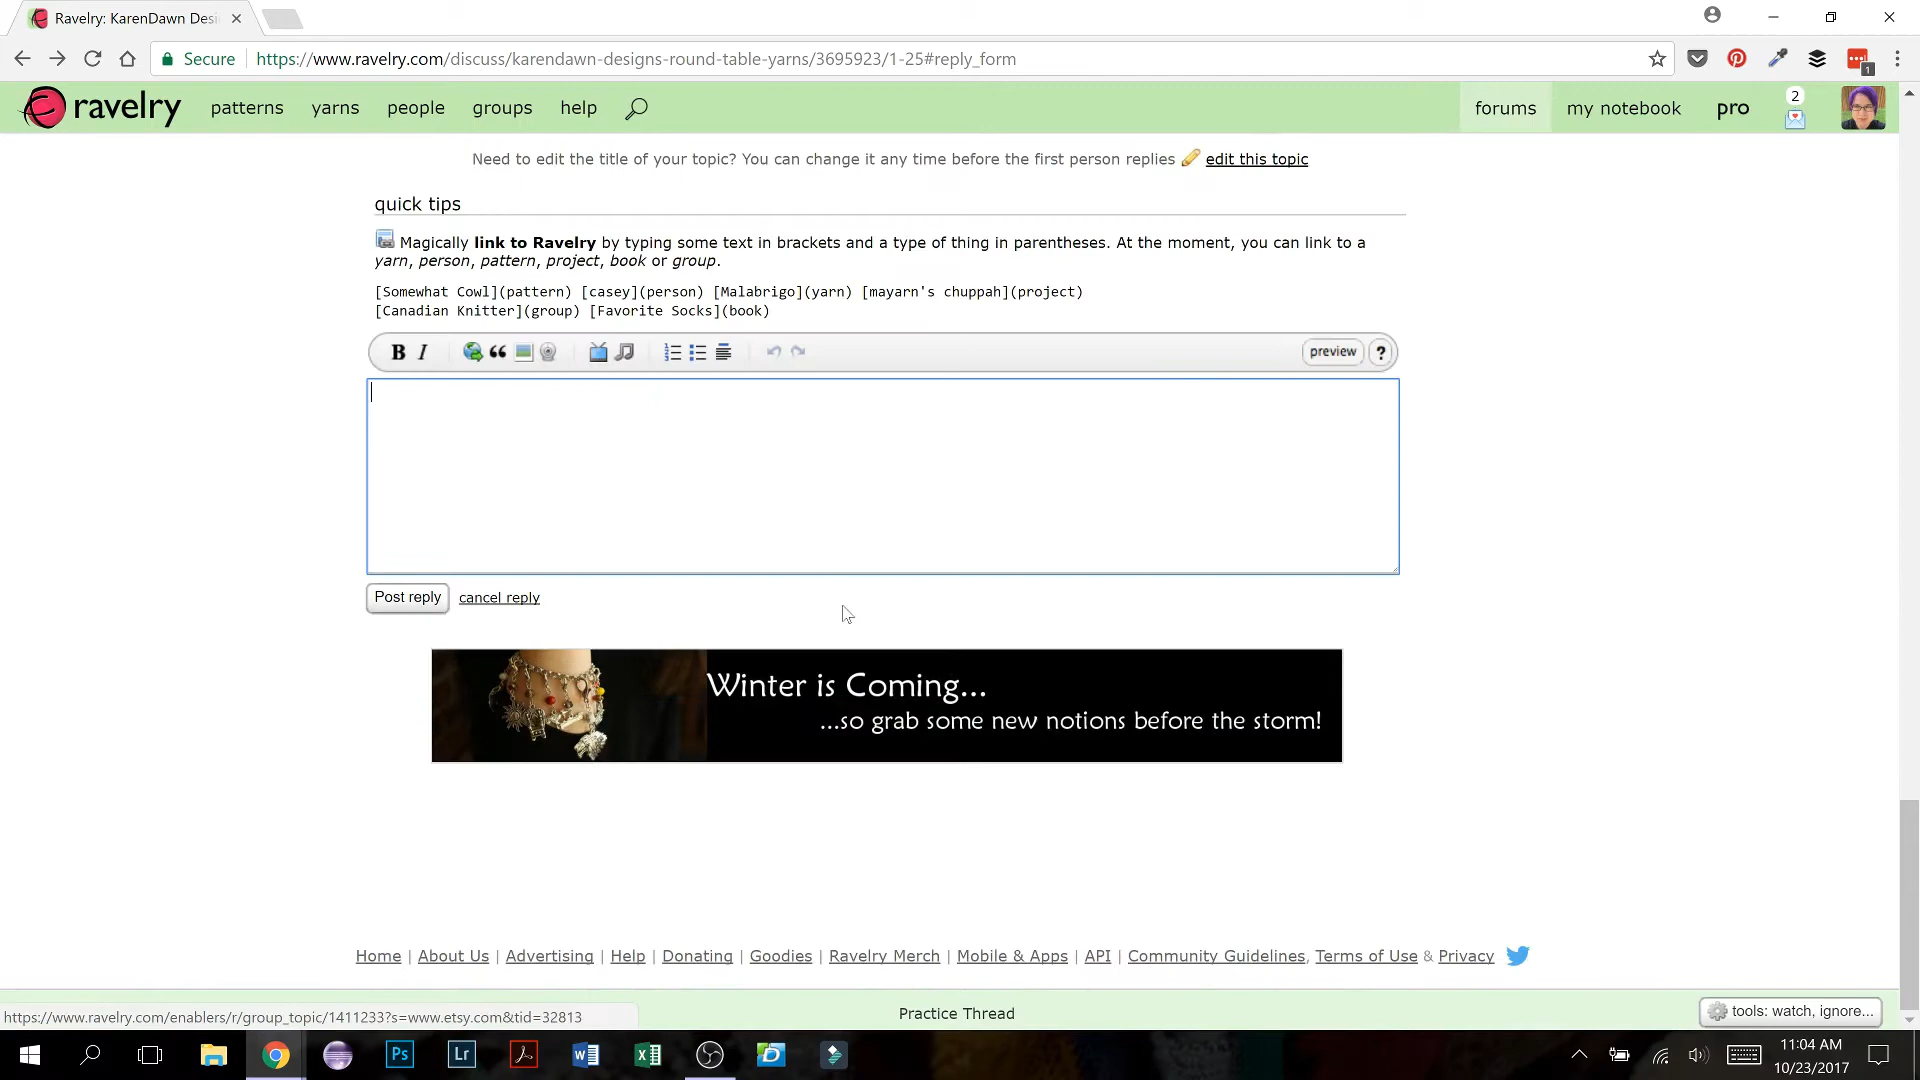 Ravelry: KarenDawn Desi
Secure https://www.ravelry.com/discuss/karendawn-designs-round-table-yarns/3695923/1-25#reply_form
1
ravelry patterns yarns people groups help forums my notebook pro 2
Need to edit the title of your topic? You can change it any time before the first person replies edit this topic
quick tips
Magically link to Ravelry by typing some text in brackets and a type of thing in parentheses. At the moment, you can link to a
yarn, person, pattern, project, book or group.
[Somewhat Cowl](pattern) [casey](person) [Malabrigo](yarn) [mayarn's chuppah](project)
[Canadian Knitter](group) [Favorite Socks](book)
B I preview ?
Post reply cancel reply
Winter is Coming...
...so grab some new notions before the storm!
Home | About Us | Advertising | Help | Donating | Goodies | Ravelry Merch | Mobile & Apps | API | Community Guidelines, Terms of Use & Privacy
https://www.ravelry.com/enablers/r/group_topic/1411233?s=www.etsy.com&tid=32813 Practice Thread tools: watch, ignore...
Ps Lr 11:04 AM
10/23/2017